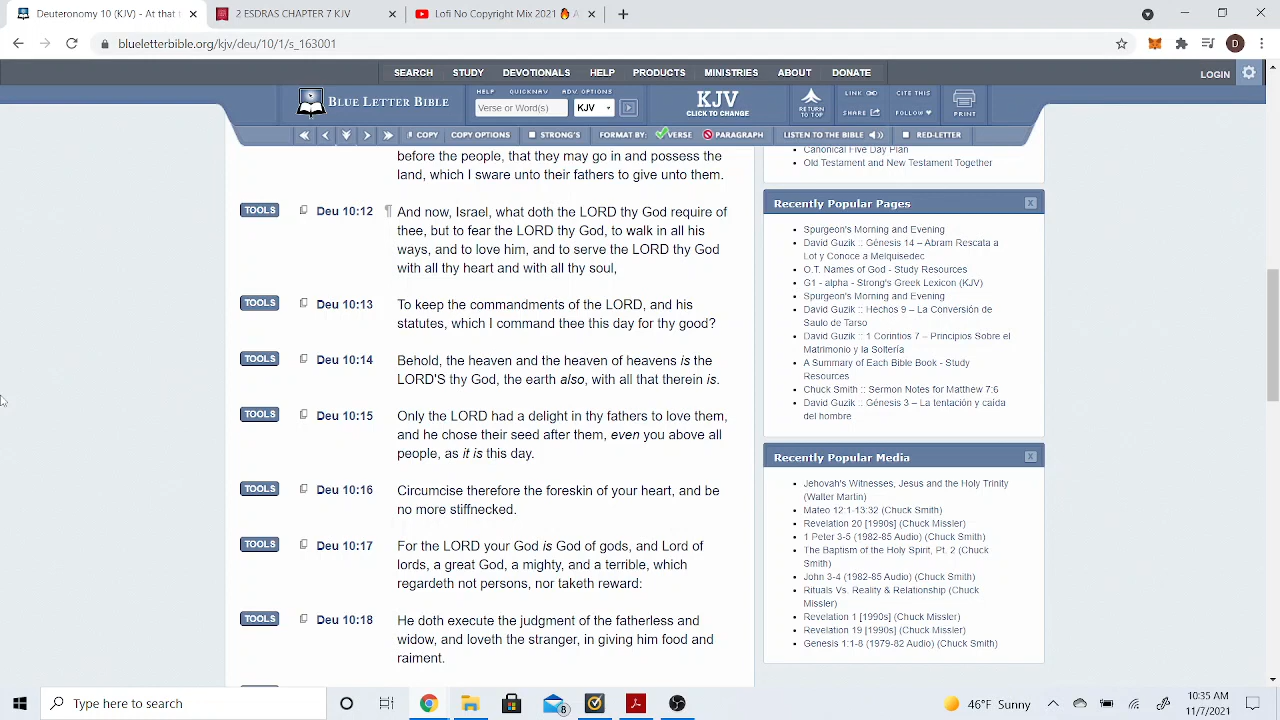 Deuteronomy 10 (KJV) - At that
2 ESDRAS CHAPTER 7 KJV
Lofi No Copyright Mix 2021
blueletterbible.org/kjv/deu/10/1/s_163001
D
SEARCH STUDY DEVOTIONALS HELP PRODUCTS MINISTRIES ABOUT DONATE
LOGIN
BLUE LETTER BIBLE
HELP QUICKNAV ADV OPTIONS
Verse or Word(s) KJV
KJV
CLICK TO CHANGE
RETURN
TO TOP
LINK CITE THIS
SHARE FOLLOW
PRINT
COPY COPY OPTIONS STRONG'S FORMAT BY: VERSE PARAGRAPH LISTEN TO THE BIBLE RED-LETTER
before the people, that they may go in and possess the
land, which I sware unto their fathers to give unto them.
TOOLS Deu 10:12 ¶ And now, Israel, what doth the LORD thy God require of
thee, but to fear the LORD thy God, to walk in all his
ways, and to love him, and to serve the LORD thy God
with all thy heart and with all thy soul,
TOOLS Deu 10:13 To keep the commandments of the LORD, and his
statutes, which I command thee this day for thy good?
TOOLS Deu 10:14 Behold, the heaven and the heaven of heavens is the
LORD'S thy God, the earth also, with all that therein is.
TOOLS Deu 10:15 Only the LORD had a delight in thy fathers to love them,
and he chose their seed after them, even you above all
people, as it is this day.
TOOLS Deu 10:16 Circumcise therefore the foreskin of your heart, and be
no more stiffnecked.
TOOLS Deu 10:17 For the LORD your God is God of gods, and Lord of
lords, a great God, a mighty, and a terrible, which
regardeth not persons, nor taketh reward:
TOOLS Deu 10:18 He doth execute the judgment of the fatherless and
widow, and loveth the stranger, in giving him food and
raiment.
Canonical Five Day Plan
Old Testament and New Testament Together
Recently Popular Pages X
Spurgeon's Morning and Evening
David Guzik :: Génesis 14 – Abram Rescata a
Lot y Conoce a Melquisedec
O.T. Names of God - Study Resources
G1 - alpha - Strong's Greek Lexicon (KJV)
Spurgeon's Morning and Evening
David Guzik :: Hechos 9 – La Conversión de
Saulo de Tarso
David Guzik :: 1 Corintios 7 – Principios Sobre el
Matrimonio y la Soltería
A Summary of Each Bible Book - Study
Resources
Chuck Smith :: Sermon Notes for Matthew 7:6
David Guzik :: Génesis 3 – La tentación y caída
del hombre
Recently Popular Media X
Jehovah's Witnesses, Jesus and the Holy Trinity
(Walter Martin)
Mateo 12:1-13:32 (Chuck Smith)
Revelation 20 [1990s] (Chuck Missler)
1 Peter 3-5 (1982-85 Audio) (Chuck Smith)
The Baptism of the Holy Spirit, Pt. 2 (Chuck
Smith)
John 3-4 (1982-85 Audio) (Chuck Smith)
Rituals Vs. Reality & Relationship (Chuck
Missler)
Revelation 1 [1990s] (Chuck Missler)
Revelation 19 [1990s] (Chuck Missler)
Genesis 1:1-8 (1979-82 Audio) (Chuck Smith)
Type here to search
8
46°F Sunny
10:35 AM
11/7/2021